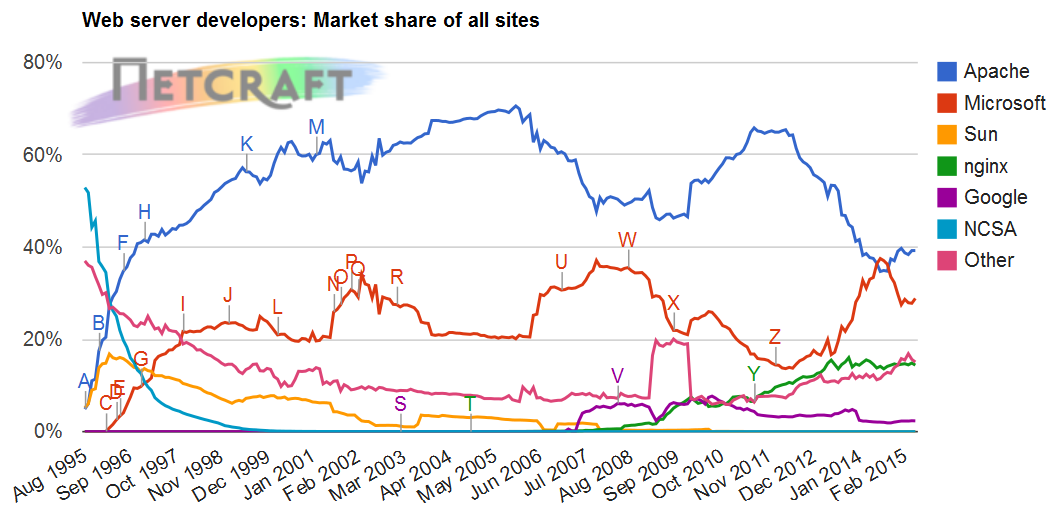 Web server developers: Market share of all sites
80%
NETCRAFT
Apache
Microsoft
Sun
nginx
Google
NCSA
Other
60%
40%
20%
0%
A
B
C
D
E
F
G
H
I
J
K
L
M
N
O
P
Q
R
S
T
U
V
W
X
Y
Z
Aug 1995
Sep 1996
Oct 1997
Nov 1998
Dec 1999
Jan 2001
Feb 2002
Mar 2003
Apr 2004
May 2005
Jun 2006
Jul 2007
Aug 2008
Sep 2009
Oct 2010
Nov 2011
Dec 2012
Jan 2014
Feb 2015